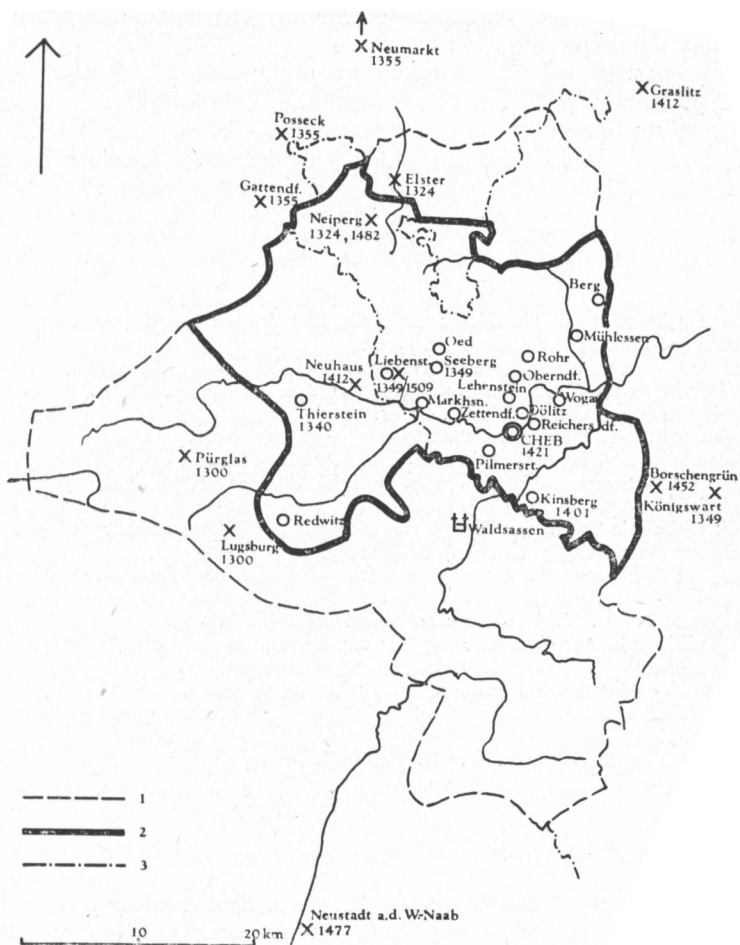 Neumarkt
1355
Graslitz
1412
Posseck
1355
Elster
1324
Gattendf.
1355
Neiperg
1324, 1482
Berg
Mühlessen
Oed
Rohr
Liebenst.
Seeberg
1349
Neuhaus
1412
1349/1509
Oberndf.
Lehenstein
Woga
Thierstein
1340
Markhsn.
Zettendf.
Dölitz
Reichersdf.
CHEB
1421
Pilmersrt.
Pürglas
1300
Borschengrün
1452
Königswart
1349
Kinsberg
1401
Redwitz
Waldsassen
Lugsburg
1300
1
2
3
Neustadt a.d. W.-Naab
1477
10
20 km